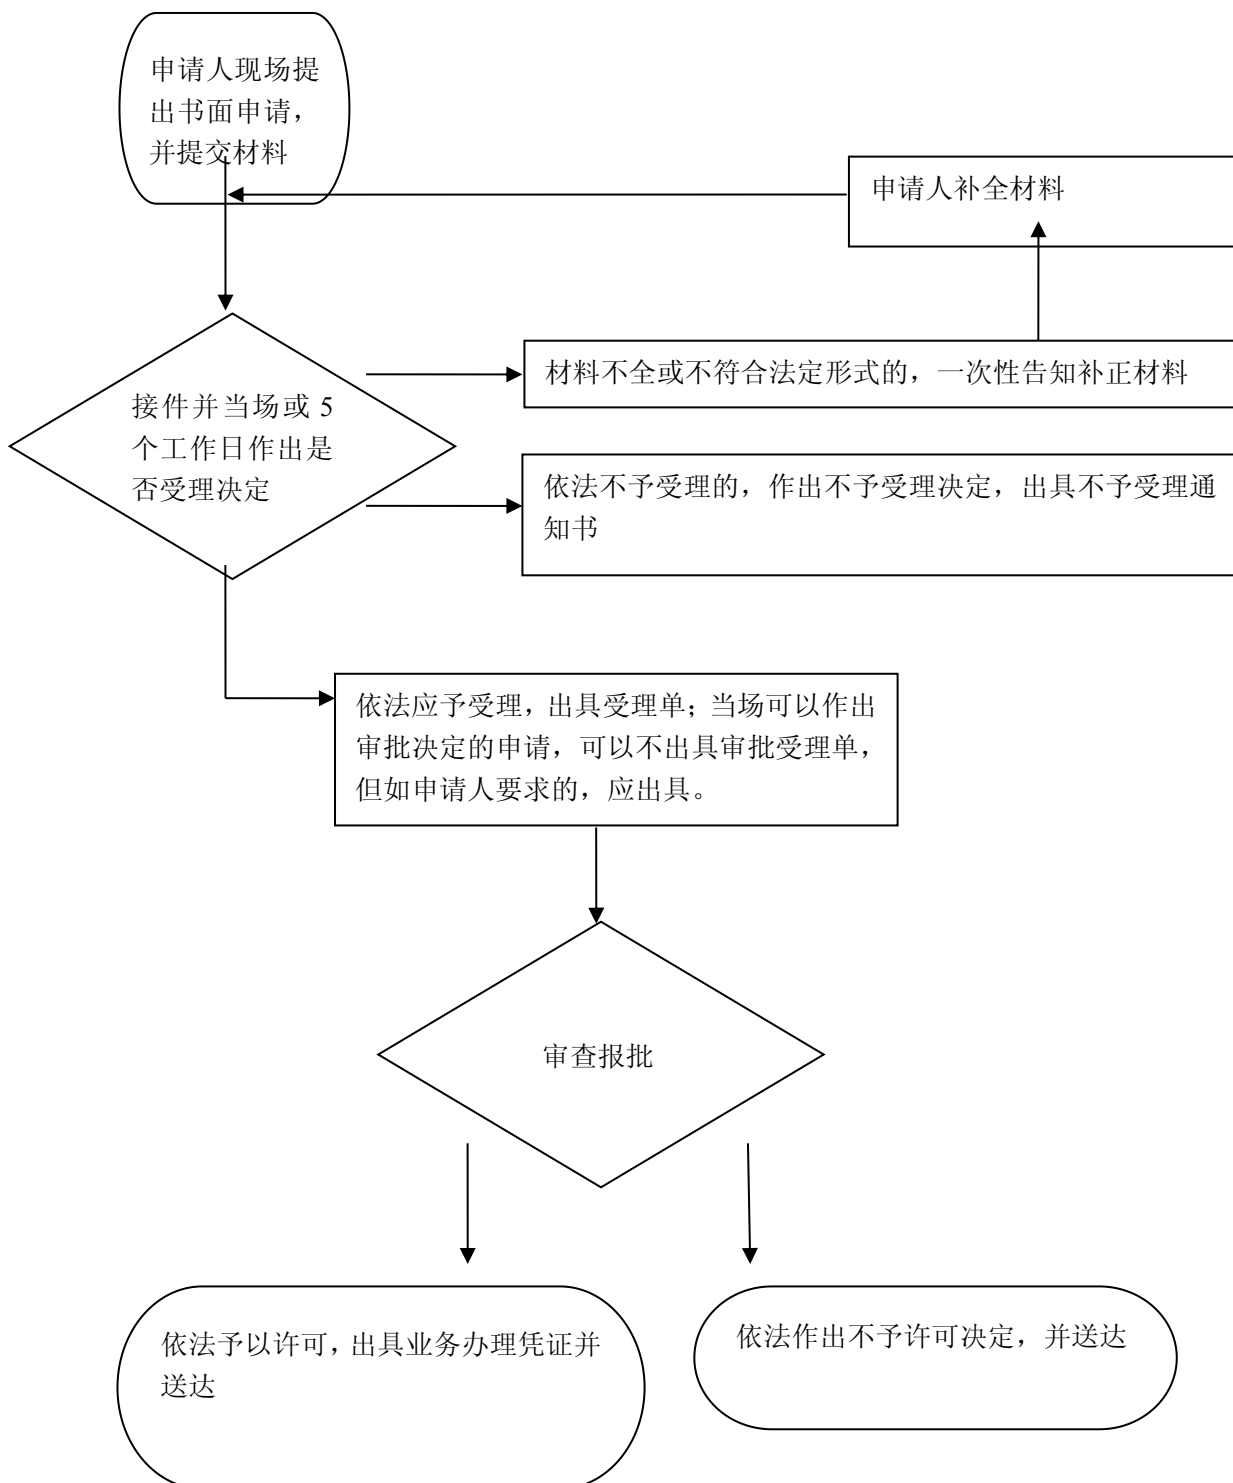 申请人现场提
出书面申请，
并提交材料
申请人补全材料
材料不全或不符合法定形式的，一次性告知补正材料
接件并当场或 5
个工作日作出是
否受理决定
依法不予受理的，作出不予受理决定，出具不予受理通
知书
依法应予受理，出具受理单；当场可以作出
审批决定的申请，可以不出具审批受理单，
但如申请人要求的，应出具。
审查报批
依法予以许可，出具业务办理凭证并
送达
依法作出不予许可决定，并送达